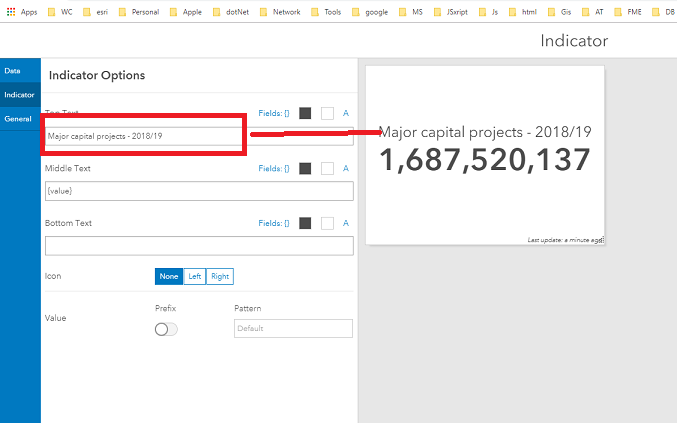 Apps WC esri Personal Apple dotNet Network Tools google MS JSxript Js html Gis AT FME DB
Indicator
Data
Indicator
General
Indicator Options
Top Text Fields: {} A
Major capital projects - 2018/19
Middle Text Fields: {} A
{value}
Bottom Text Fields: {} A
Icon None Left Right
Value Prefix Pattern
Default
Major capital projects - 2018/19
1,687,520,137
Last update: a minute ago